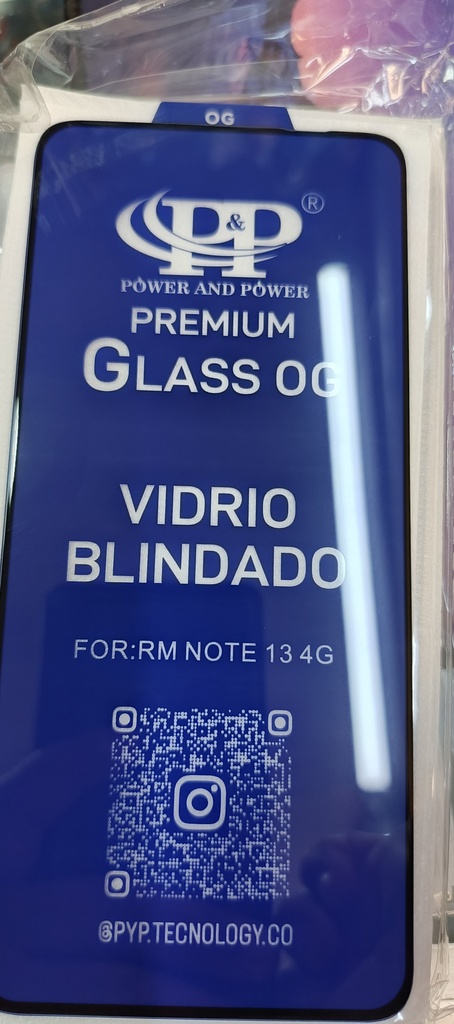 OG
P&P®
POWER AND POWER
PREMIUM
GLASS OG
VIDRIO
BLINDADO
FOR:RM NOTE 13 4G
@PYP.TECNOLOGY.CO